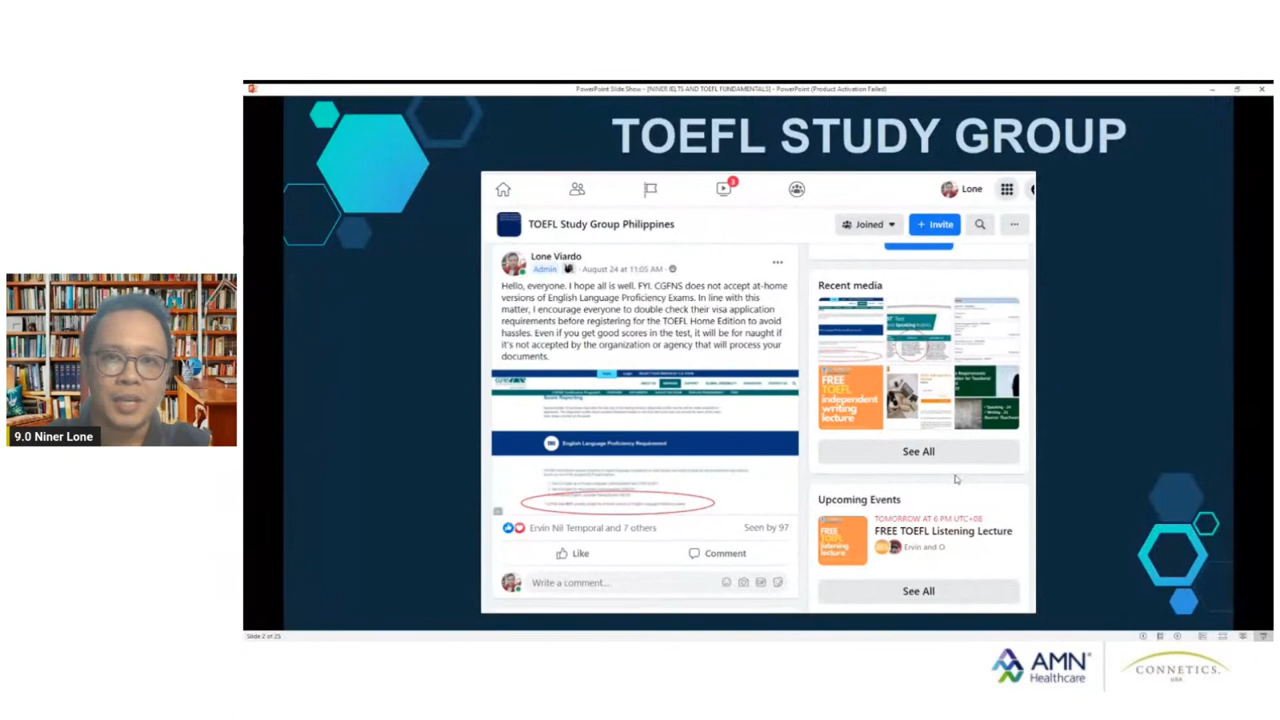 PowerPoint Slide Show - [NINER IELTS AND TOEFL FUNDAMENTALS] - PowerPoint (Product Activation Failed)
TOEFL STUDY GROUP
3
Lone
TOEFL Study Group Philippines
Joined
+ Invite
Lone Viardo
Admin · August 24 at 11:05 AM ·
Hello, everyone. I hope all is well. FYI. CGFNS does not accept at-home
versions of English Language Proficiency Exams. In line with this
matter, I encourage everyone to double check their visa application
requirements before registering for the TOEFL Home Edition to avoid
hassles. Even if you get good scores in the test, it will be for naught if
it's not accepted by the organization or agency that will process your
documents.
Score Reporting
English Language Proficiency Requirement
Ervin Nil Temporal and 7 others
Seen by 97
Like
Comment
Write a comment...
Recent media
FREE
TOEFL
independent
writing
lecture
See All
Upcoming Events
FREE
TOEFL
listening
lecture
TOMORROW AT 6 PM UTC+08
FREE TOEFL Listening Lecture
Ervin and O
See All
9.0 Niner Lone
Slide 2 of 25
AMN
Healthcare
CONNETICS
USA